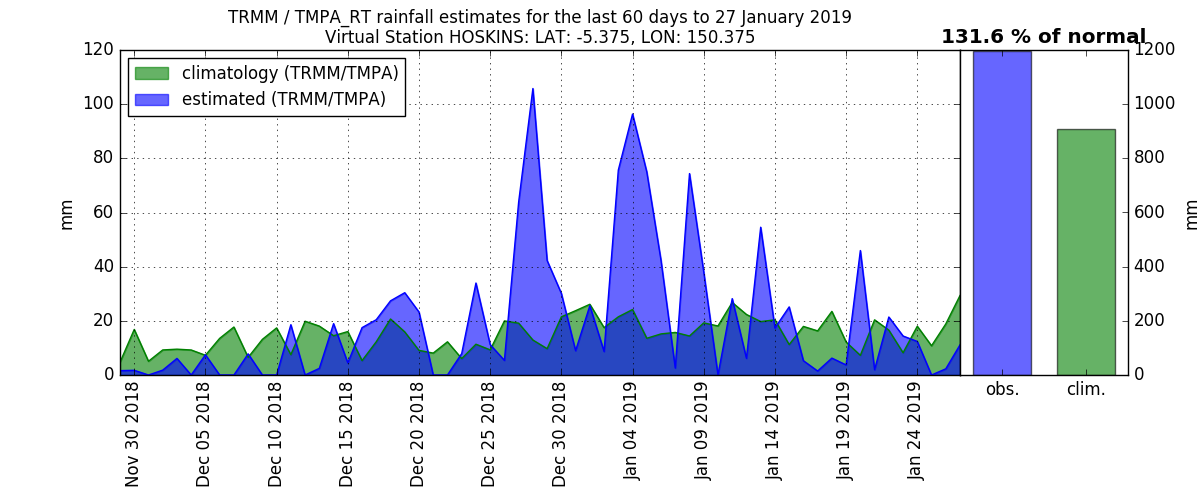 TRMM / TMPA_RT rainfall estimates for the last 60 days to 27 January 2019
Virtual Station HOSKINS: LAT: -5.375, LON: 150.375
131.6 % of normal
climatology (TRMM/TMPA)
estimated (TRMM/TMPA)
mm
120
100
80
60
40
20
0
Nov 30 2018
Dec 05 2018
Dec 10 2018
Dec 15 2018
Dec 20 2018
Dec 25 2018
Dec 30 2018
Jan 04 2019
Jan 09 2019
Jan 14 2019
Jan 19 2019
Jan 24 2019
obs.
clim.
1200
1000
800
600
400
200
0
mm